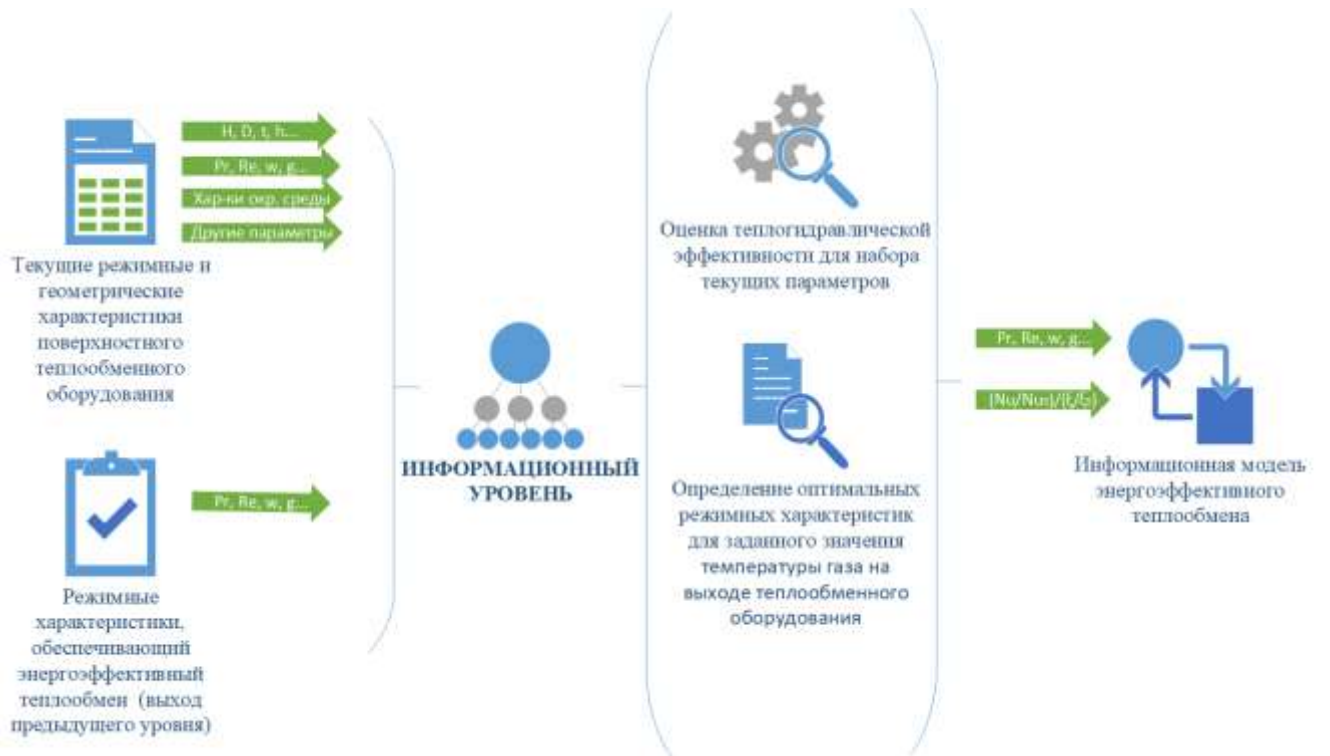 H, D, t, h...
Pr, Re, w, g...
Хар-ки окр. среды
Другие параметры
Текущие режимные и
геометрические
характеристики
поверхностного
теплообменного
оборудования
Pr, Re, w, g...
Режимные
характеристики,
обеспечивающий
энергоэффективный
теплообмен (выход
предыдущего уровня)
ИНФОРМАЦИОННЫЙ
УРОВЕНЬ
Оценка теплогидравлической
эффективности для набора
текущих параметров
Определение оптимальных
режимных характеристик
для заданного значения
температуры газа на
выходе теплообменного
оборудования
Pr, Re, w, g...
Информационная модель
энергоэффективного
теплообмена